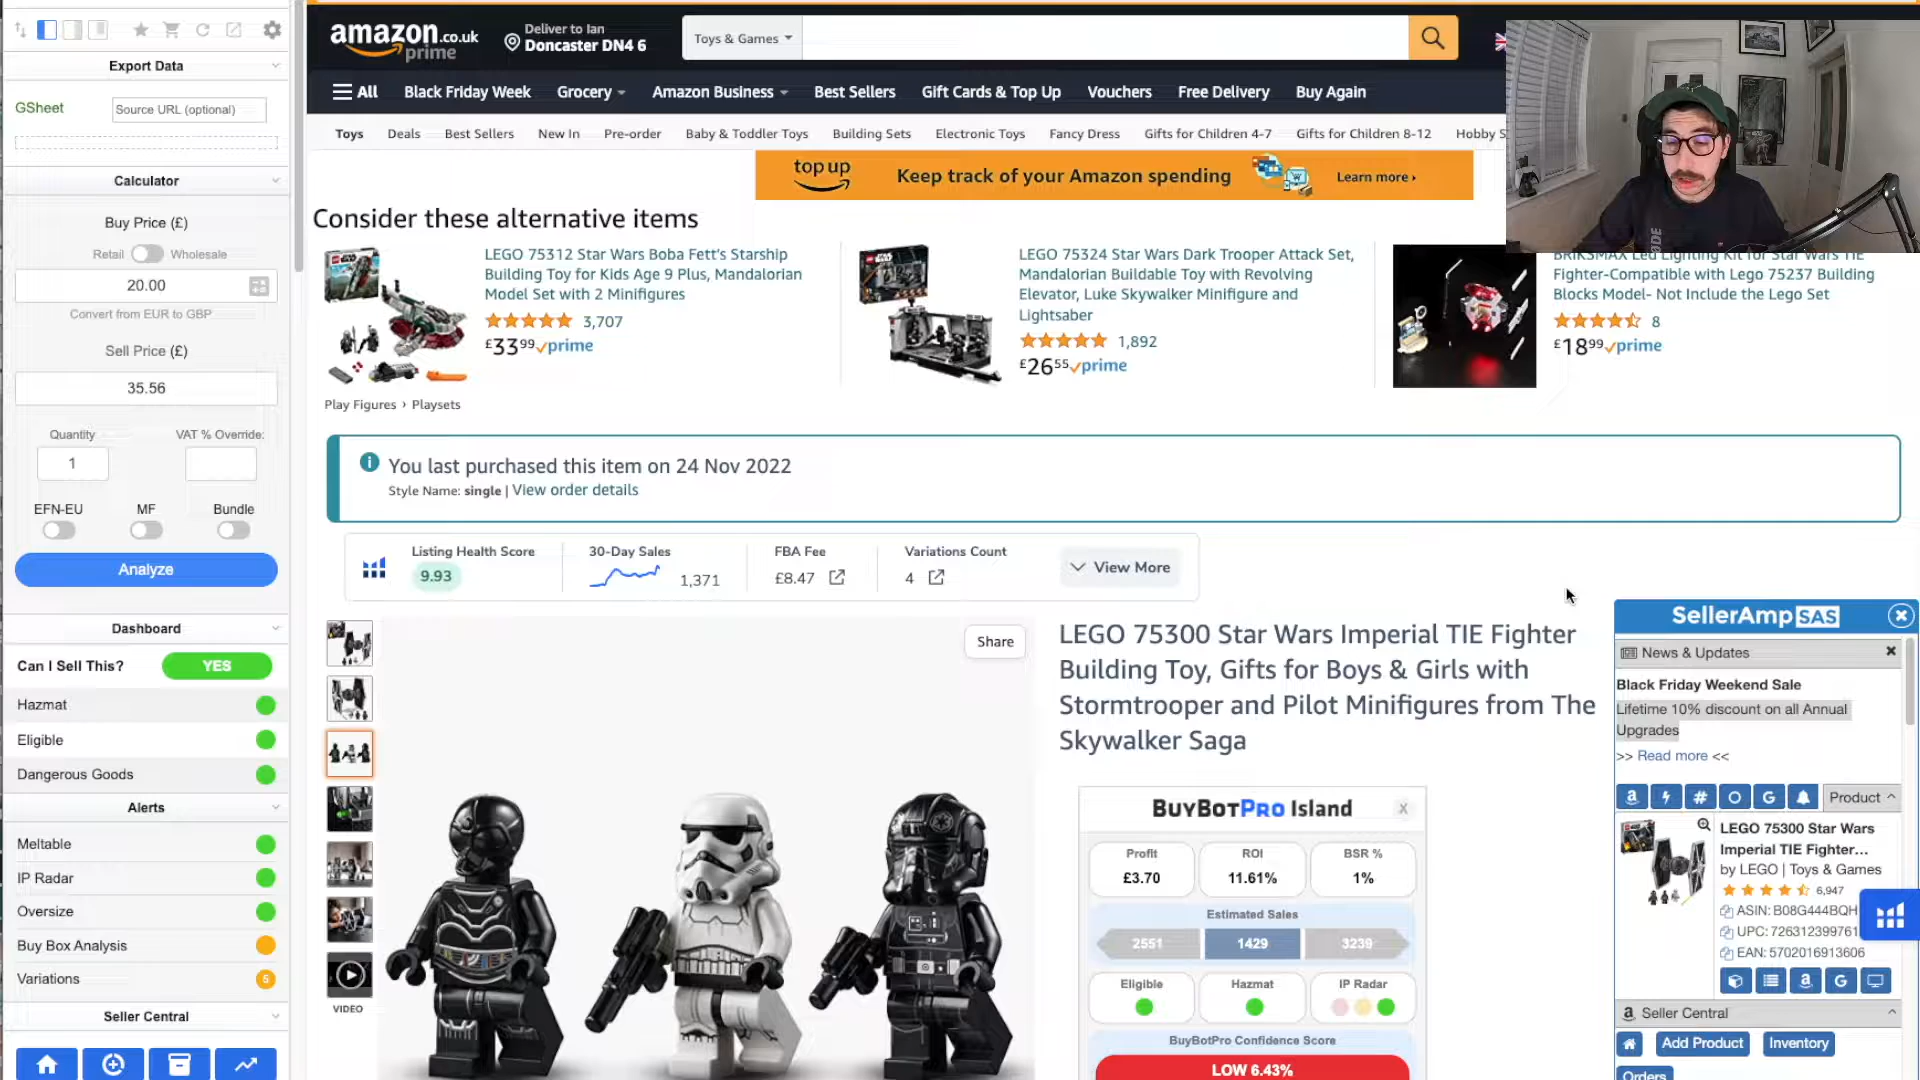 Export Data
GSheet
Source URL (optional)
Calculator
Buy Price (£)
Retail
Wholesale
20.00
Convert from EUR to GBP
Sell Price (£)
35.56
Quantity
VAT % Override:
1
EFN-EU
MF
Bundle
Analyze
Dashboard
Can I Sell This?
YES
Hazmat
Eligible
Dangerous Goods
Alerts
Meltable
IP Radar
Oversize
Buy Box Analysis
Variations
5
Seller Central
amazon.co.uk
prime
Deliver to Ian
Doncaster DN4 6
Toys & Games
All
Black Friday Week
Grocery
Amazon Business
Best Sellers
Gift Cards & Top Up
Vouchers
Free Delivery
Buy Again
Toys
Deals
Best Sellers
New In
Pre-order
Baby & Toddler Toys
Building Sets
Electronic Toys
Fancy Dress
Gifts for Children 4-7
Gifts for Children 8-12
Hobby S
top up
Keep track of your Amazon spending
Learn more ›
Consider these alternative items
LEGO 75312 Star Wars Boba Fett's Starship
Building Toy for Kids Age 9 Plus, Mandalorian
Model Set with 2 Minifigures
3,707
£33⁹⁹ prime
LEGO 75324 Star Wars Dark Trooper Attack Set,
Mandalorian Buildable Toy with Revolving
Elevator, Luke Skywalker Minifigure and
Lightsaber
1,892
£26⁵⁵ prime
BRIKSMAX Led Lighting Kit for Star Wars TIE
Fighter-Compatible with Lego 75237 Building
Blocks Model- Not Include the Lego Set
8
£18⁹⁹ prime
Play Figures › Playsets
You last purchased this item on 24 Nov 2022
Style Name: single | View order details
Listing Health Score
9.93
30-Day Sales
1,371
FBA Fee
£8.47
Variations Count
4
View More
VIDEO
Share
LEGO 75300 Star Wars Imperial TIE Fighter
Building Toy, Gifts for Boys & Girls with
Stormtrooper and Pilot Minifigures from The
Skywalker Saga
BUYBOTPRO Island
X
Profit
£3.70
ROI
11.61%
BSR %
1%
Estimated Sales
2551
1429
3239
Eligible
Hazmat
IP Radar
BuyBotPro Confidence Score
LOW 6.43%
SellerAmp SAS
News & Updates
Black Friday Weekend Sale
Lifetime 10% discount on all Annual
Upgrades
>> Read more <<
Product
LEGO 75300 Star Wars
Imperial TIE Fighter...
by LEGO | Toys & Games
6,947
ASIN: B08G444BQH
UPC: 726312399761
EAN: 5702016913606
Seller Central
Add Product
Inventory
Orders